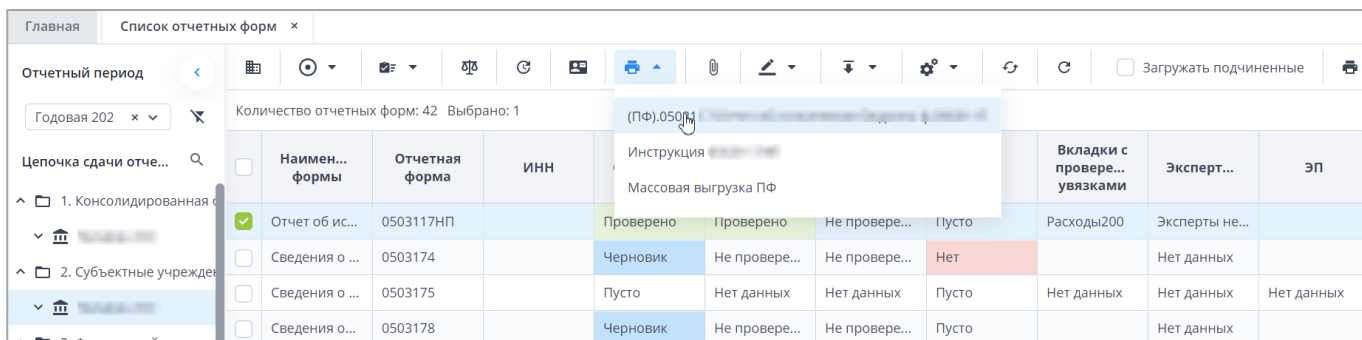 Главная Список отчетных форм ×
Отчетный период
Загружать подчиненные
Годовая 202 ×
Количество отчетных форм: 42 Выбрано: 1
(ПФ).050
Инструкция
Массовая выгрузка ПФ
Цепочка сдачи отче...
Наимен... формы
Отчетная форма
ИНН
Вкладки с провере... увязками
Эксперт...
ЭП
1. Консолидированная
2. Субъектные учрежден
Отчет об ис... 0503117НП Проверено Проверено Не провере... Пусто Расходы200 Эксперты не...
Сведения о ... 0503174 Черновик Не провере... Не провере... Нет Нет данных
Сведения о ... 0503175 Пусто Нет данных Нет данных Пусто Нет данных Нет данных Нет данных
Сведения о... 0503178 Черновик Не провере... Не провере... Пусто Нет данных